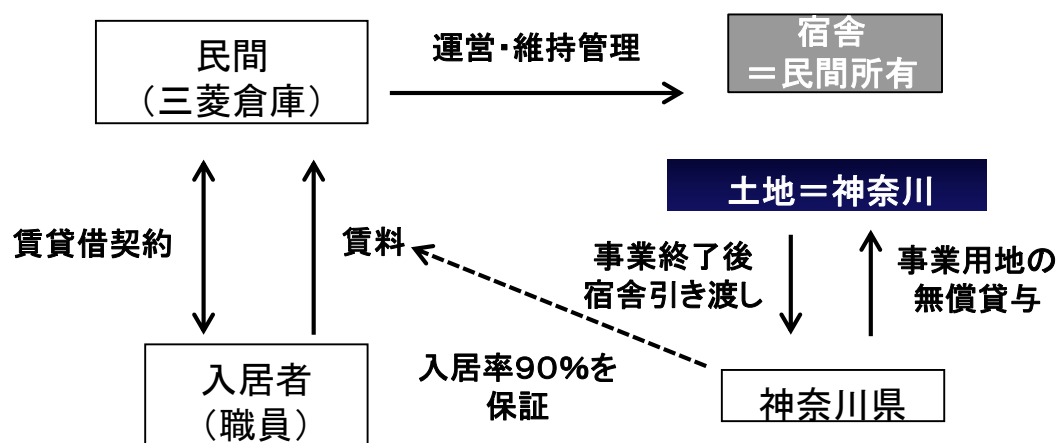 民間
（三菱倉庫）
運営・維持管理
宿舎
＝民間所有
土地＝神奈川
賃貸借契約
賃料
事業終了後
宿舎引き渡し
事業用地の
無償貸与
入居者
（職員）
入居率９０％を
保証
神奈川県